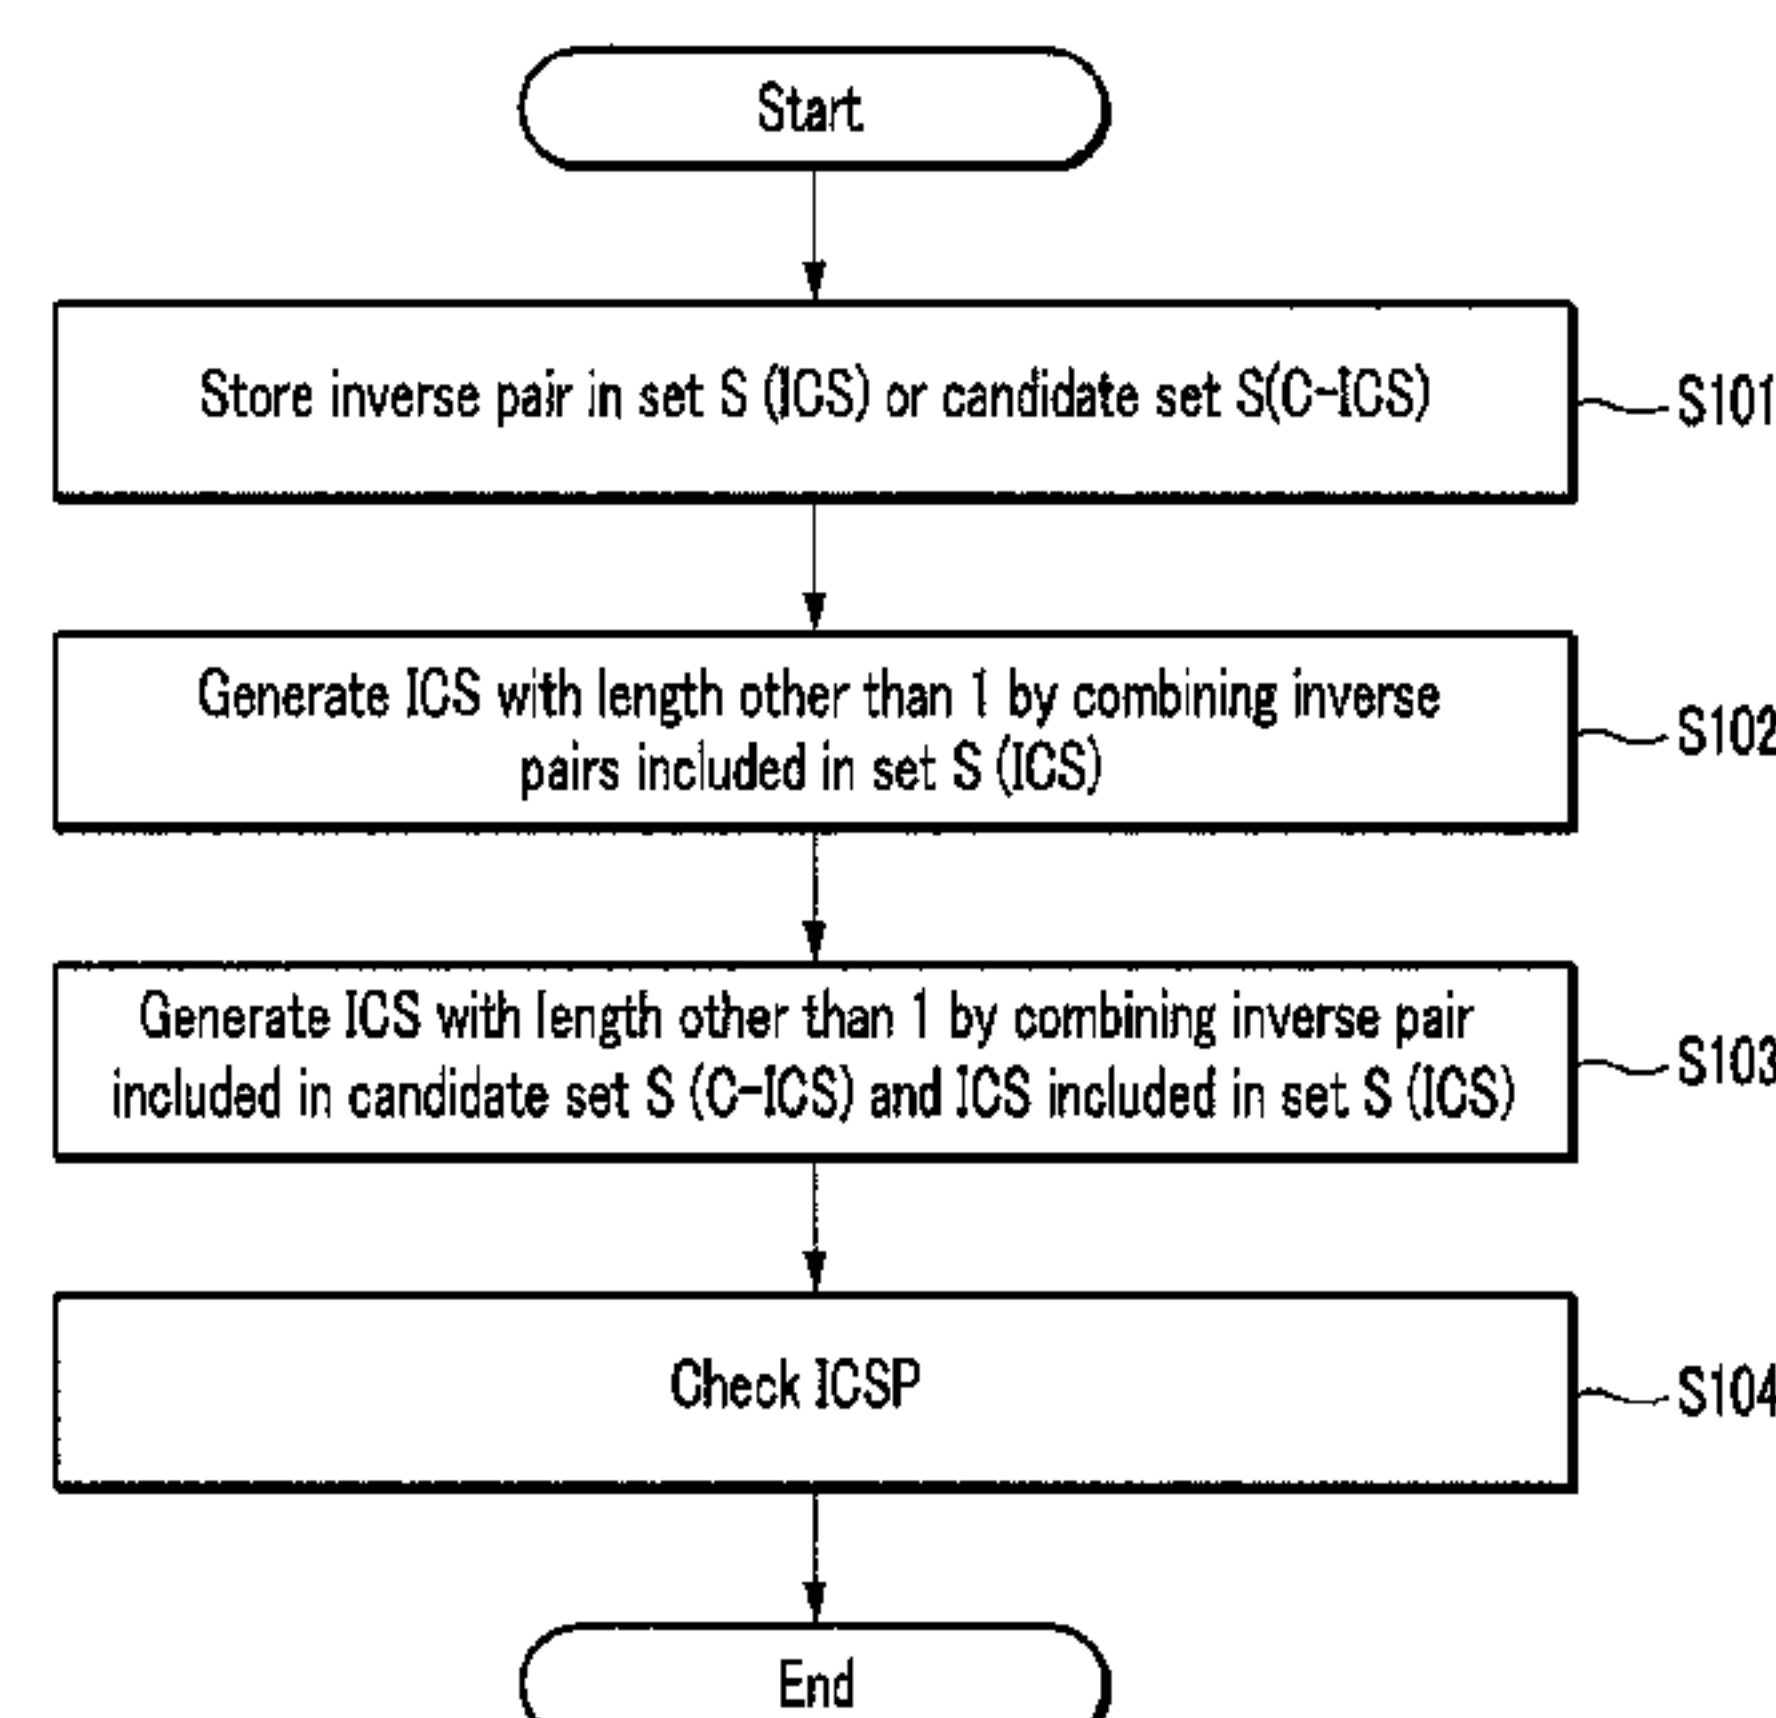 Start
Store inverse pair in set S (ICS) or candidate set S(C-ICS)
S101
Generate ICS with length other than 1 by combining inverse
pairs included in set S (ICS)
S102
Generate ICS with length other than 1 by combining inverse pair
included in candidate set S (C-ICS) and ICS included in set S (ICS)
S103
Check ICSP
S104
End